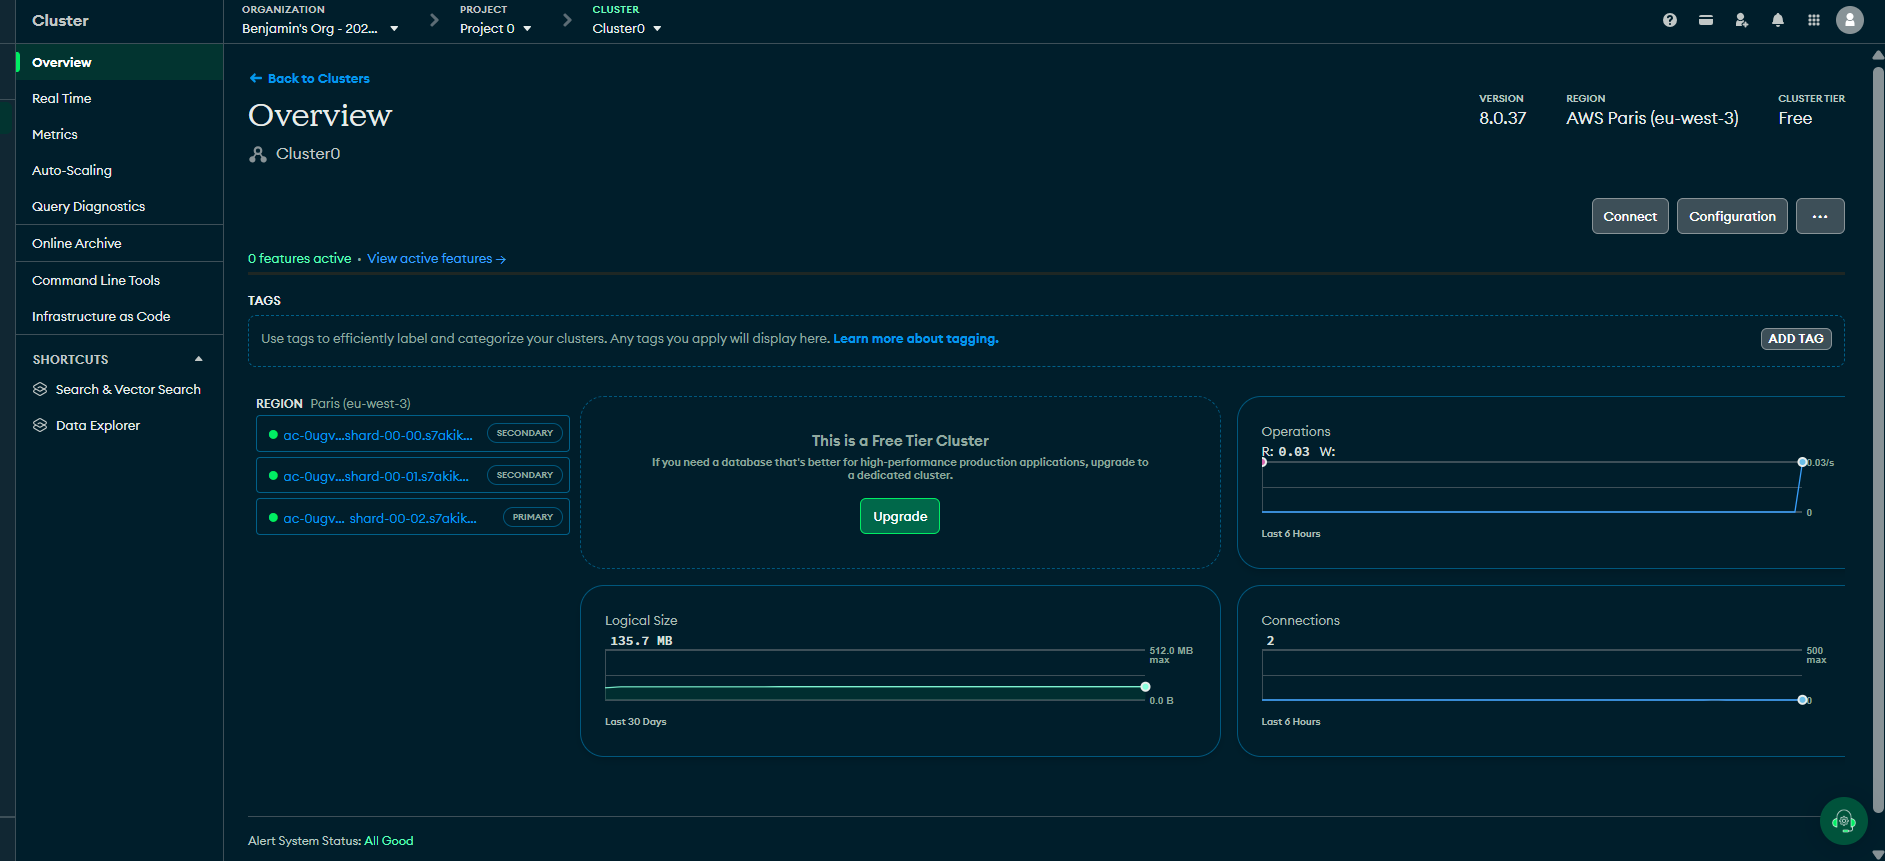 Cluster
ORGANIZATION
Benjamin's Org - 202...
PROJECT
Project 0
CLUSTER
Cluster0
Overview
Real Time
Metrics
Auto-Scaling
Query Diagnostics
Online Archive
Command Line Tools
Infrastructure as Code
SHORTCUTS
Search & Vector Search
Data Explorer
← Back to Clusters
Overview
Cluster0
VERSION
8.0.37
REGION
AWS Paris (eu-west-3)
CLUSTER TIER
Free
Connect
Configuration
...
0 features active • View active features →
TAGS
Use tags to efficiently label and categorize your clusters. Any tags you apply will display here. Learn more about tagging.
ADD TAG
REGION Paris (eu-west-3)
ac-0ugv...shard-00-00.s7akik... SECONDARY
ac-0ugv...shard-00-01.s7akik... SECONDARY
ac-0ugv... shard-00-02.s7akik... PRIMARY
This is a Free Tier Cluster
If you need a database that's better for high-performance production applications, upgrade to
a dedicated cluster.
Upgrade
Operations
R: 0.03 W:
0.03/s
0
Last 6 Hours
Logical Size
135.7 MB
512.0 MB
max
0.0 B
Last 30 Days
Connections
2
500
max
0
Last 6 Hours
Alert System Status: All Good